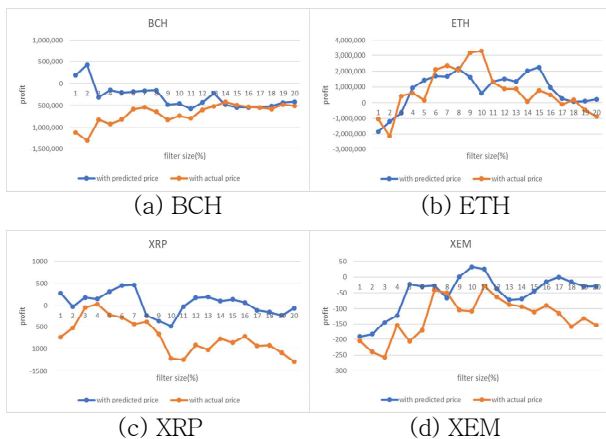 BCH
1,000,000
500,000
0
1 2 3 4 5 6 7 8 9 10 11 12 13 14 15 16 17 18 19 20
500,000
1,000,000
1,500,000
profit
filter size(%)
with predicted price with actual price
(a) BCH
ETH
4,000,000
3,000,000
2,000,000
1,000,000
0
1 2 3 4 5 6 7 8 9 10 11 12 13 14 15 16 17 18 19 20
-1,000,000
-2,000,000
-3,000,000
profit
filter size(%)
with predicted price with actual price
(b) ETH
XRP
1000
500
0
1 2 3 4 5 6 7 8 9 10 11 12 13 14 15 16 17 18 19 20
500
1000
-1500
profit
filter size(%)
with predicted price with actual price
(c) XRP
XEM
50
0
1 2 3 4 5 6 7 8 9 10 11 12 13 14 15 16 17 18 19 20
-50
-100
-150
-200
-250
300
profit
filter size(%)
with predicted price with actual price
(d) XEM